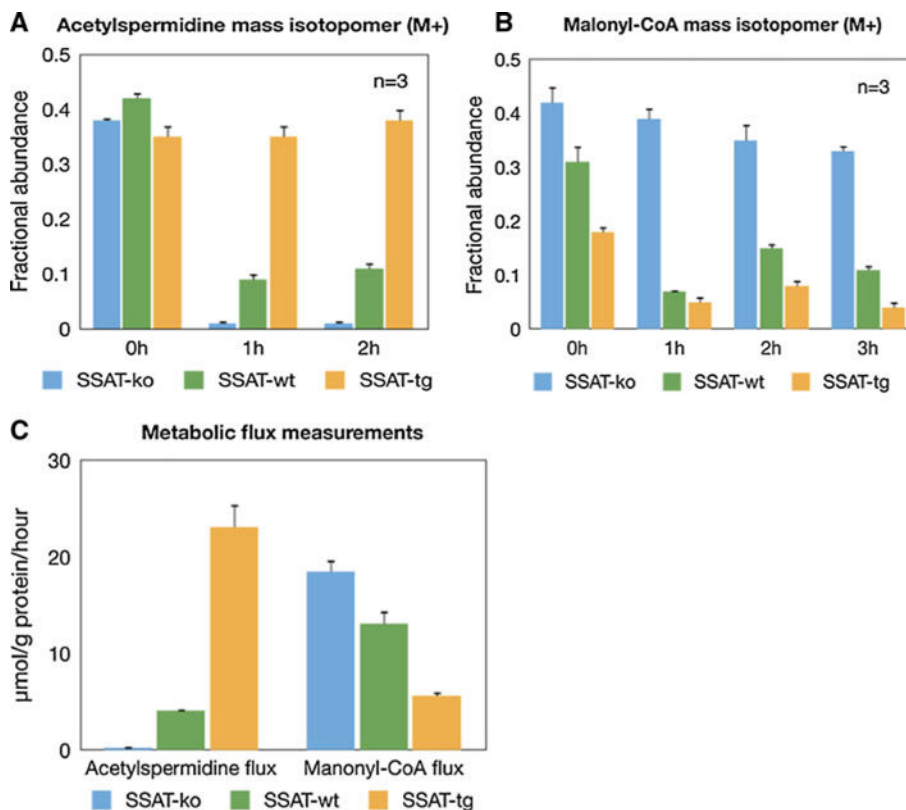 A Acetylspermidine mass isotopomer (M+)
0.5
0.4
0.3
0.2
0.1
0
Fractional abundance
n=3
0h 1h 2h
SSAT-ko SSAT-wt SSAT-tg
B Malonyl-CoA mass isotopomer (M+)
0.5
0.4
0.3
0.2
0.1
0
Fractional abundance
n=3
0h 1h 2h 3h
SSAT-ko SSAT-wt SSAT-tg
C Metabolic flux measurements
30
20
10
0
µmol/g protein/hour
Acetylspermidine flux Manonyl-CoA flux
SSAT-ko SSAT-wt SSAT-tg